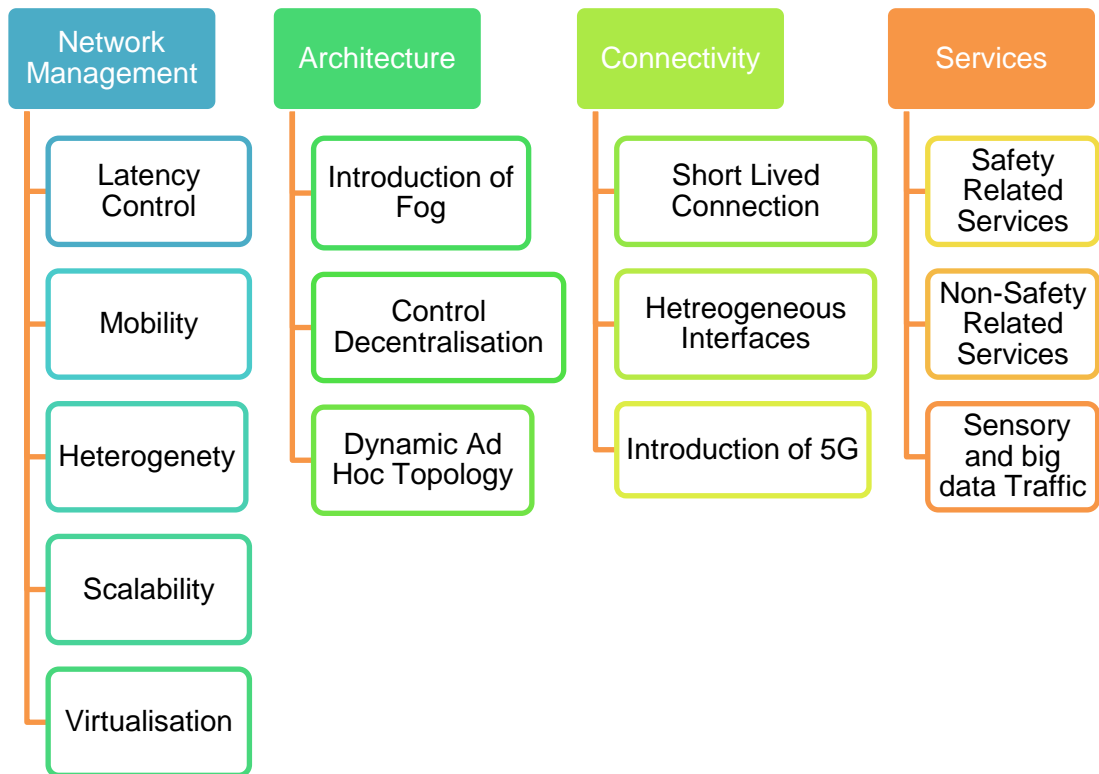 Network
Management
Latency
Control
Mobility
Heterogenety
Scalability
Virtualisation
Architecture
Introduction of
Fog
Control
Decentralisation
Dynamic Ad
Hoc Topology
Connectivity
Short Lived
Connection
Hetreogeneous
Interfaces
Introduction of 5G
Services
Safety
Related
Services
Non-Safety
Related
Services
Sensory
and big
data Traffic